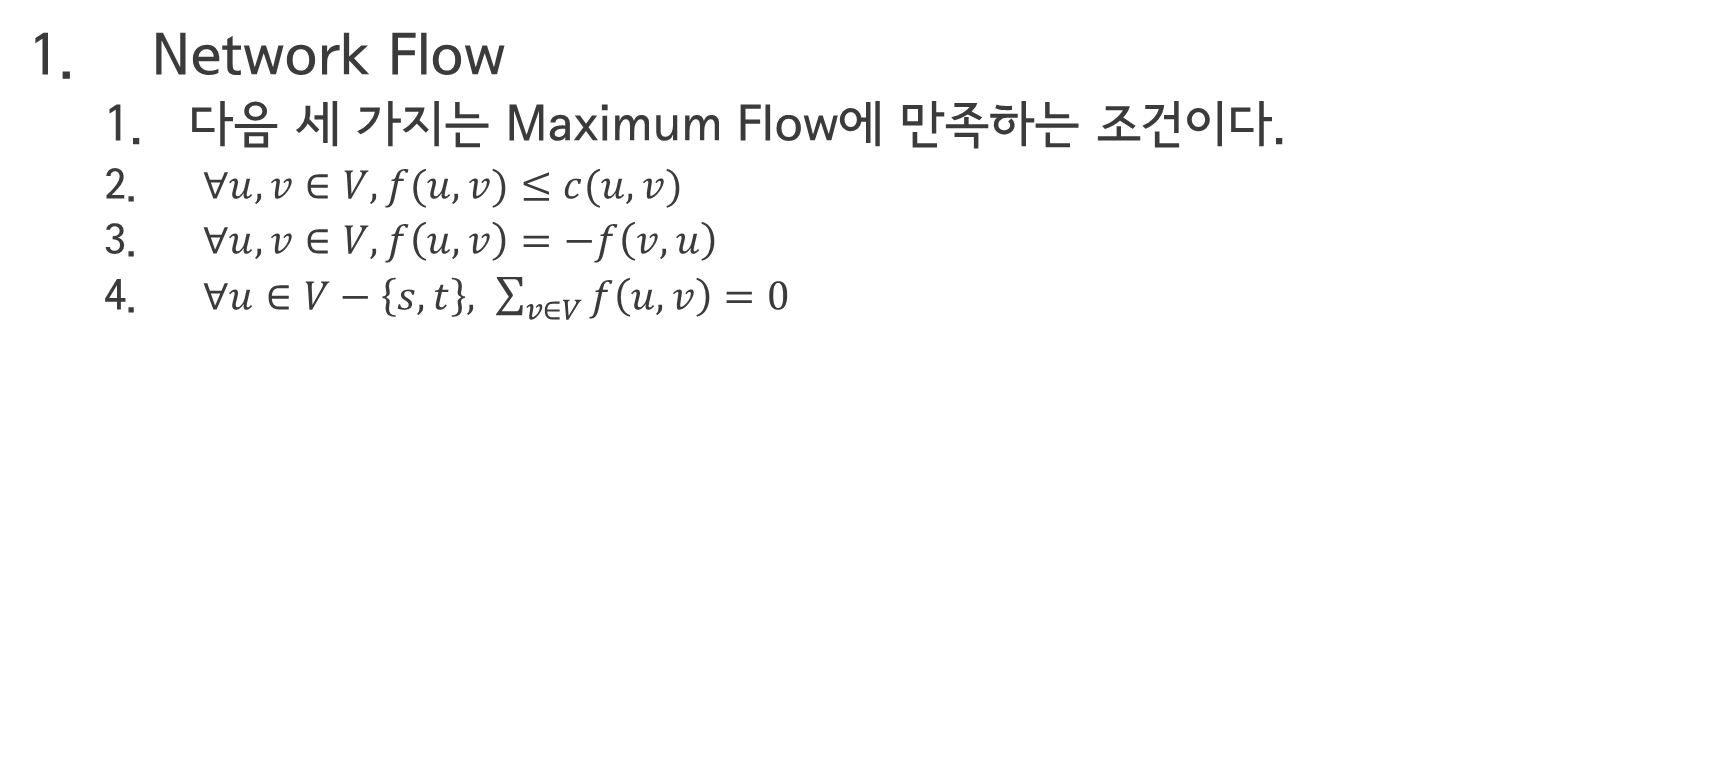 1. Network Flow
1. 다음 세 가지는 Maximum Flow에 만족하는 조건이다.
2. ∀u, v ∈ V, f(u, v) ≤ c(u, v)
3. ∀u, v ∈ V, f(u, v) = −f(v, u)
4. ∀u ∈ V − {s, t}, ∑_{v∈V} f(u, v) = 0